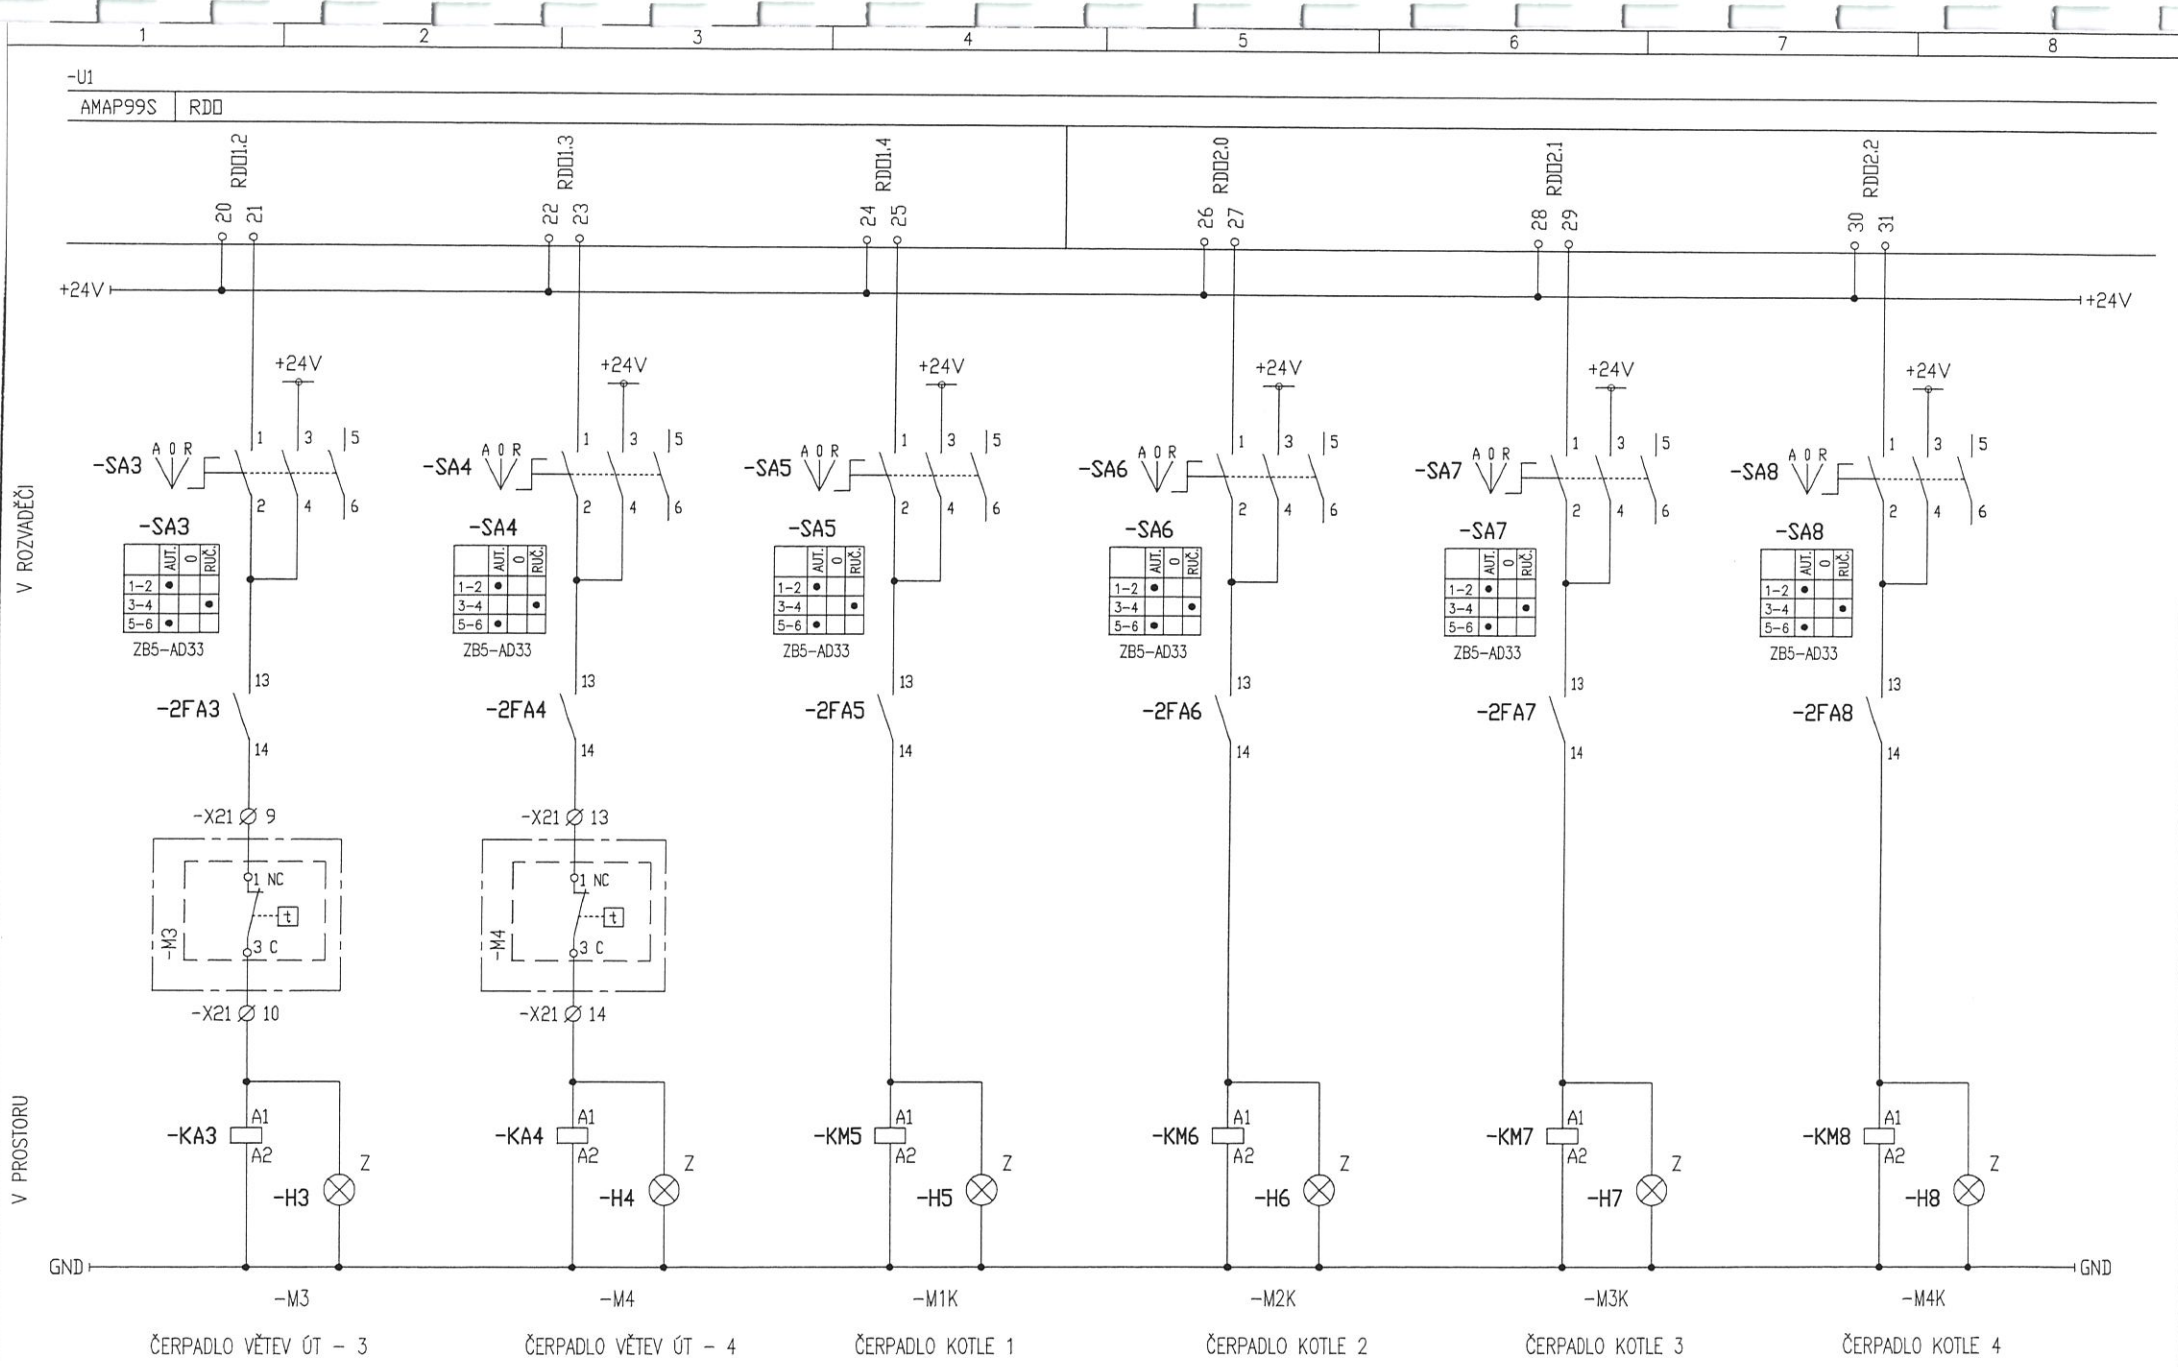 1 2 3 4 5 6 7 8
-U1
AMAP99S RDO
RDO1.2 RDO1.3 RDO1.4 RDO2.0 RDO2.1 RDO2.2
20 21 22 23 24 25 26 27 28 29 30 31
+24V +24V
+24V +24V +24V +24V +24V +24V
1 3 5 1 3 5 1 3 5 1 3 5 1 3 5 1 3 5
-SA3 A 0 R -SA4 A 0 R -SA5 A 0 R -SA6 A 0 R -SA7 A 0 R -SA8 A 0 R
2 4 6 2 4 6 2 4 6 2 4 6 2 4 6 2 4 6
V ROZVADĚČI
-SA3 -SA4 -SA5 -SA6 -SA7 -SA8
AUT. 0 RUČ. AUT. 0 RUČ. AUT. 0 RUČ. AUT. 0 RUČ. AUT. 0 RUČ. AUT. 0 RUČ.
1-2 1-2 1-2 1-2 1-2 1-2
3-4 3-4 3-4 3-4 3-4 3-4
5-6 5-6 5-6 5-6 5-6 5-6
ZB5-AD33 ZB5-AD33 ZB5-AD33 ZB5-AD33 ZB5-AD33 ZB5-AD33
13 13 13 13 13 13
-2FA3 -2FA4 -2FA5 -2FA6 -2FA7 -2FA8
14 14 14 14 14 14
-X21 9 -X21 13
1 NC 1 NC
t t
-M3 3 C -M4 3 C
-X21 10 -X21 14
V PROSTORU
A1 A1 A1 A1 A1 A1
-KA3 -KA4 -KM5 -KM6 -KM7 -KM8
A2 A2 A2 A2 A2 A2
Z Z Z Z Z Z
-H3 -H4 -H5 -H6 -H7 -H8
GND GND
-M3 -M4 -M1K -M2K -M3K -M4K
ČERPADLO VĚTEV ÚT - 3 ČERPADLO VĚTEV ÚT - 4 ČERPADLO KOTLE 1 ČERPADLO KOTLE 2 ČERPADLO KOTLE 3 ČERPADLO KOTLE 4